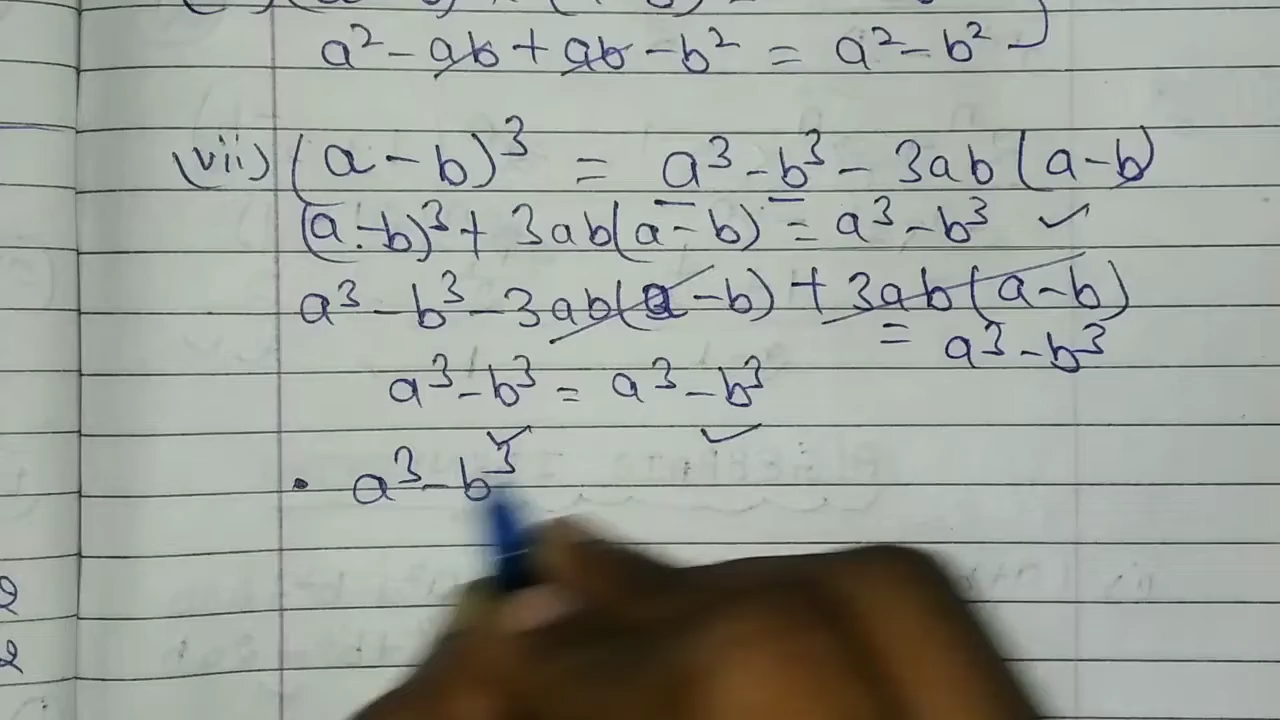 a² - ab + ab - b² = a² - b²
(vii) (a - b)³ = a³ - b³ - 3ab (a - b)
(a - b)³ + 3ab(a - b) = a³ - b³ ✓
a³ - b³ - 3ab(a - b) + 3ab(a - b)
= a³ - b³
a³ - b³ = a³ - b³
• a³ - b³